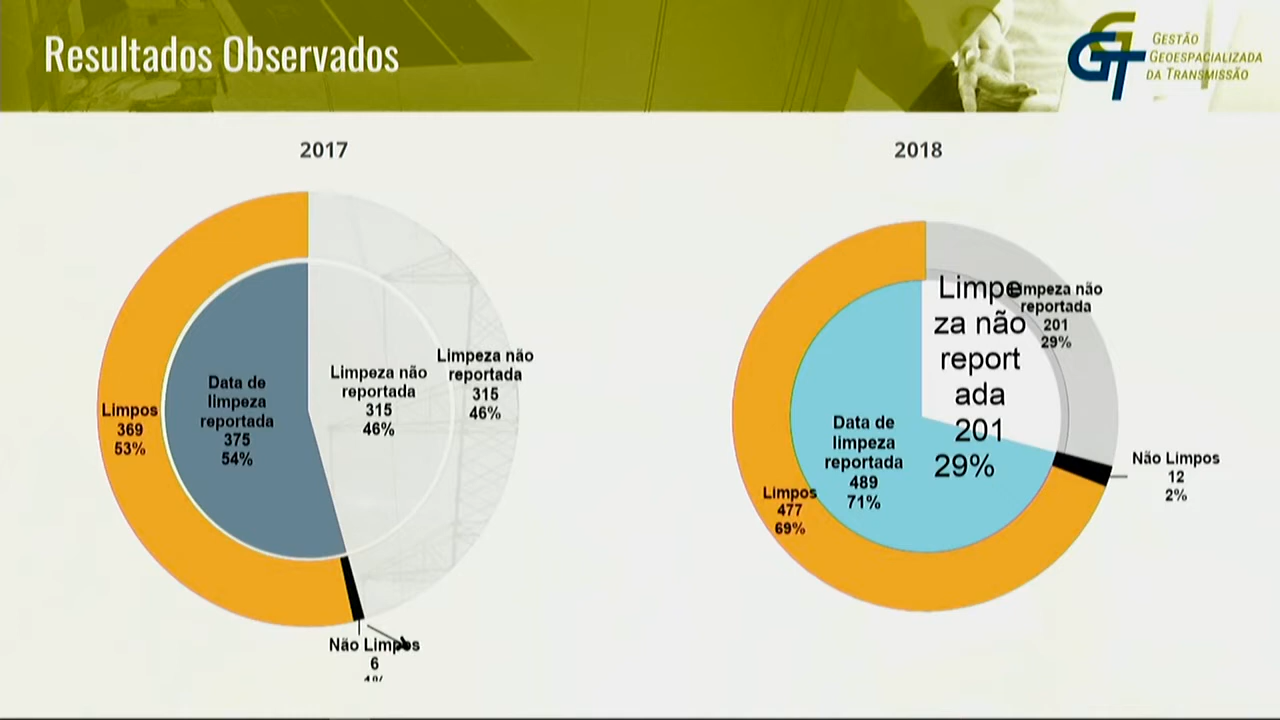 Resultados Observados
GESTÃO
GEOESPACIALIZADA
DA TRANSMISSÃO
2017
Limpos
369
53%
Data de
limpeza
reportada
375
54%
Limpeza não
reportada
315
46%
Limpeza não
reportada
315
46%
Não Limpos
6
2018
Limpe
za não
report
ada
201
29%
Limpeza não
reportada
201
29%
Data de
limpeza
reportada
489
71%
Limpos
477
69%
Não Limpos
12
2%